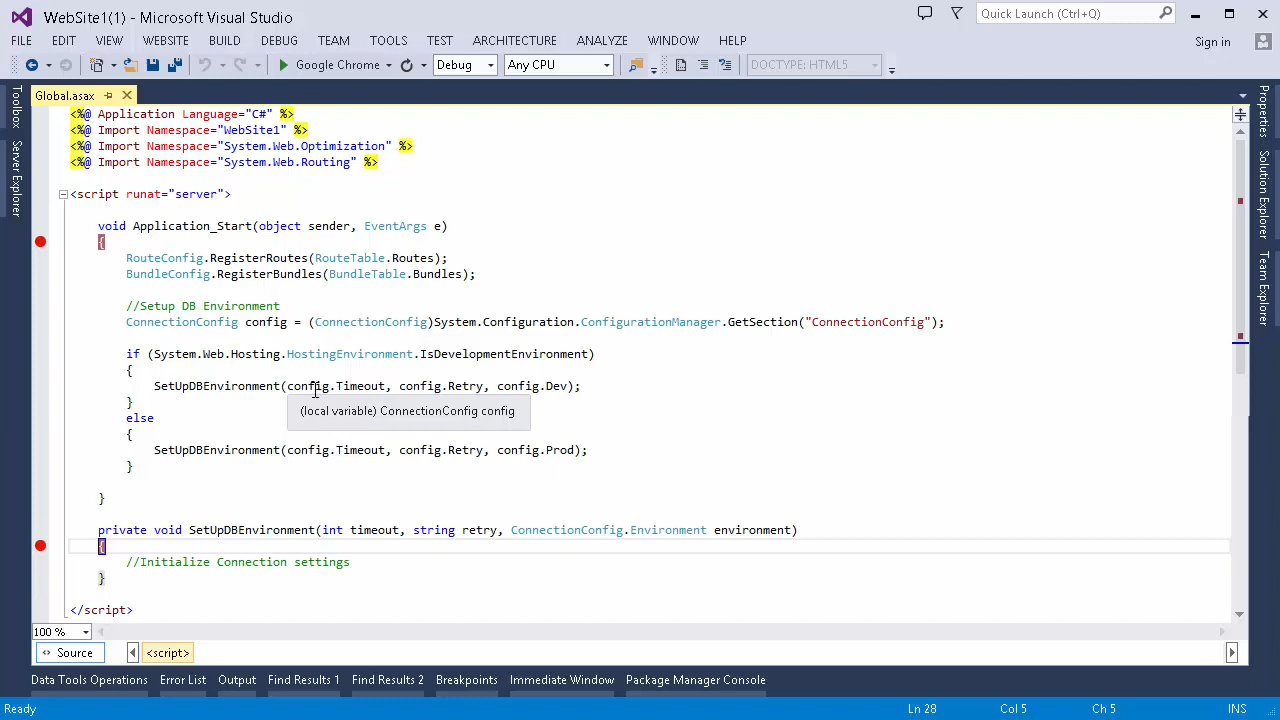 WebSite1(1) - Microsoft Visual Studio
Quick Launch (Ctrl+Q)
FILE EDIT VIEW WEBSITE BUILD DEBUG TEAM TOOLS TEST ARCHITECTURE ANALYZE WINDOW HELP
Sign in
Google Chrome Debug Any CPU DOCTYPE: HTML5
Toolbox
Server Explorer
Global.asax
<%@ Application Language="C#" %>
<%@ Import Namespace="WebSite1" %>
<%@ Import Namespace="System.Web.Optimization" %>
<%@ Import Namespace="System.Web.Routing" %>
<script runat="server">
void Application_Start(object sender, EventArgs e)
{
RouteConfig.RegisterRoutes(RouteTable.Routes);
BundleConfig.RegisterBundles(BundleTable.Bundles);
//Setup DB Environment
ConnectionConfig config = (ConnectionConfig)System.Configuration.ConfigurationManager.GetSection("ConnectionConfig");
if (System.Web.Hosting.HostingEnvironment.IsDevelopmentEnvironment)
{
SetUpDBEnvironment(config.Timeout, config.Retry, config.Dev);
}
(local variable) ConnectionConfig config
else
{
SetUpDBEnvironment(config.Timeout, config.Retry, config.Prod);
}
}
private void SetUpDBEnvironment(int timeout, string retry, ConnectionConfig.Environment environment)
{
//Initialize Connection settings
}
</script>
100 %
Source <script>
Properties
Solution Explorer
Team Explorer
Data Tools Operations Error List Output Find Results 1 Find Results 2 Breakpoints Immediate Window Package Manager Console
Ready Ln 28 Col 5 Ch 5 INS